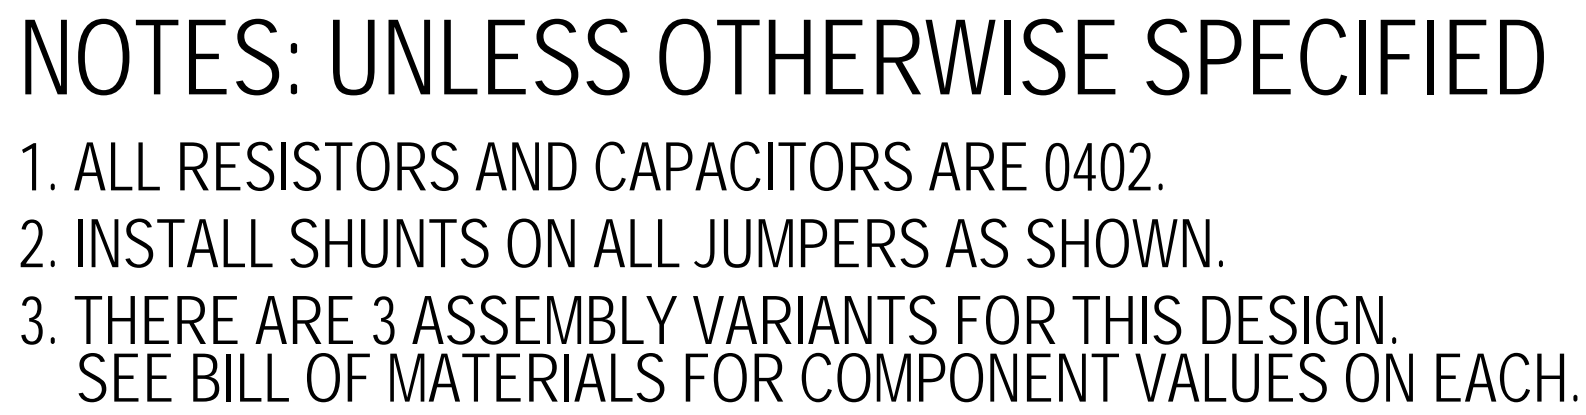 NOTES: UNLESS OTHERWISE SPECIFIED
1. ALL RESISTORS AND CAPACITORS ARE 0402.
2. INSTALL SHUNTS ON ALL JUMPERS AS SHOWN.
3. THERE ARE 3 ASSEMBLY VARIANTS FOR THIS DESIGN.
SEE BILL OF MATERIALS FOR COMPONENT VALUES ON EACH.